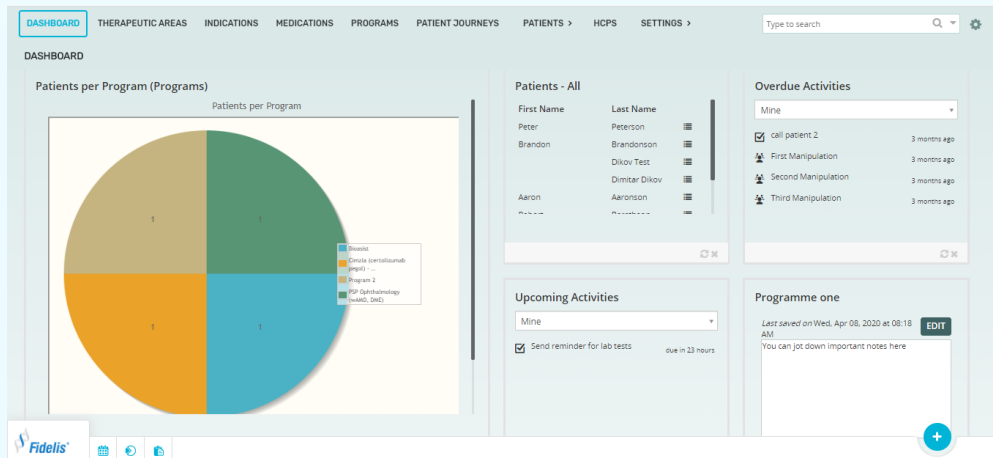 DASHBOARD THERAPEUTIC AREAS INDICATIONS MEDICATIONS PROGRAMS PATIENT JOURNEYS PATIENTS > HCPS SETTINGS > Type to search
DASHBOARD
Patients per Program (Programs)
Patients per Program
1 1
1 1
Cimzia (certolizumab
pegol) - ...
Program 2
PSP Ophthalmology
(wAMD, DME)
Patients - All
First Name Last Name
Peter Peterson
Brandon Brandonson
Dikov Test
Dimitar Dikov
Aaron Aaronson
Overdue Activities
Mine
call patient 2 3 months ago
First Manipulation 3 months ago
Second Manipulation 3 months ago
Third Manipulation 3 months ago
Upcoming Activities
Mine
Send reminder for lab tests due in 23 hours
Programme one
Last saved on Wed, Apr 08, 2020 at 08:18
AM
EDIT
You can jot down important notes here
Fidelis